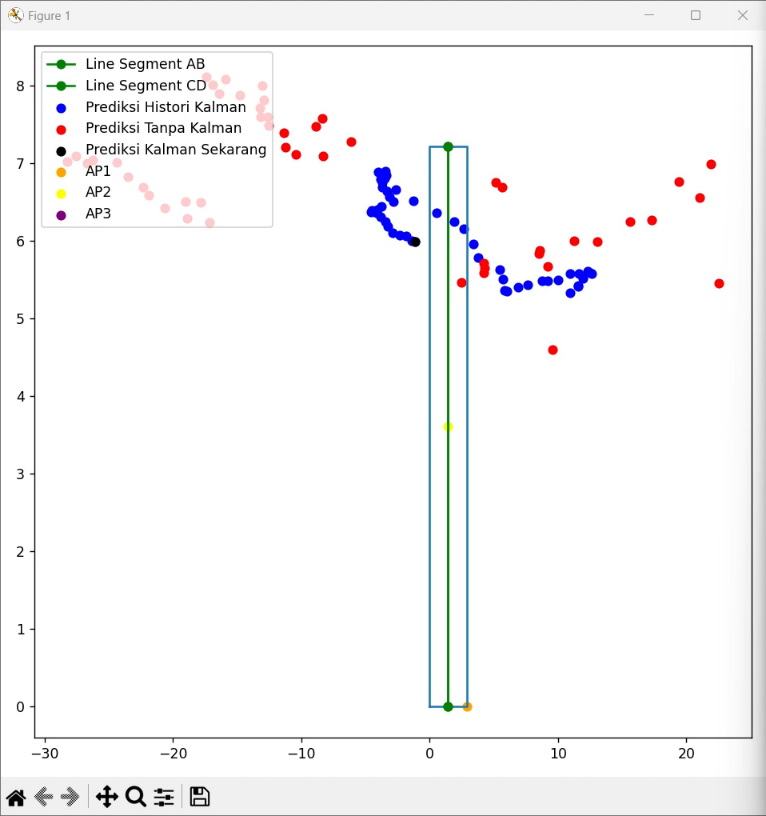 Figure 1
Line Segment AB
Line Segment CD
Prediksi Histori Kalman
Prediksi Tanpa Kalman
Prediksi Kalman Sekarang
AP1
AP2
AP3
8
7
6
5
4
3
2
1
0
−30 −20 −10 0 10 20